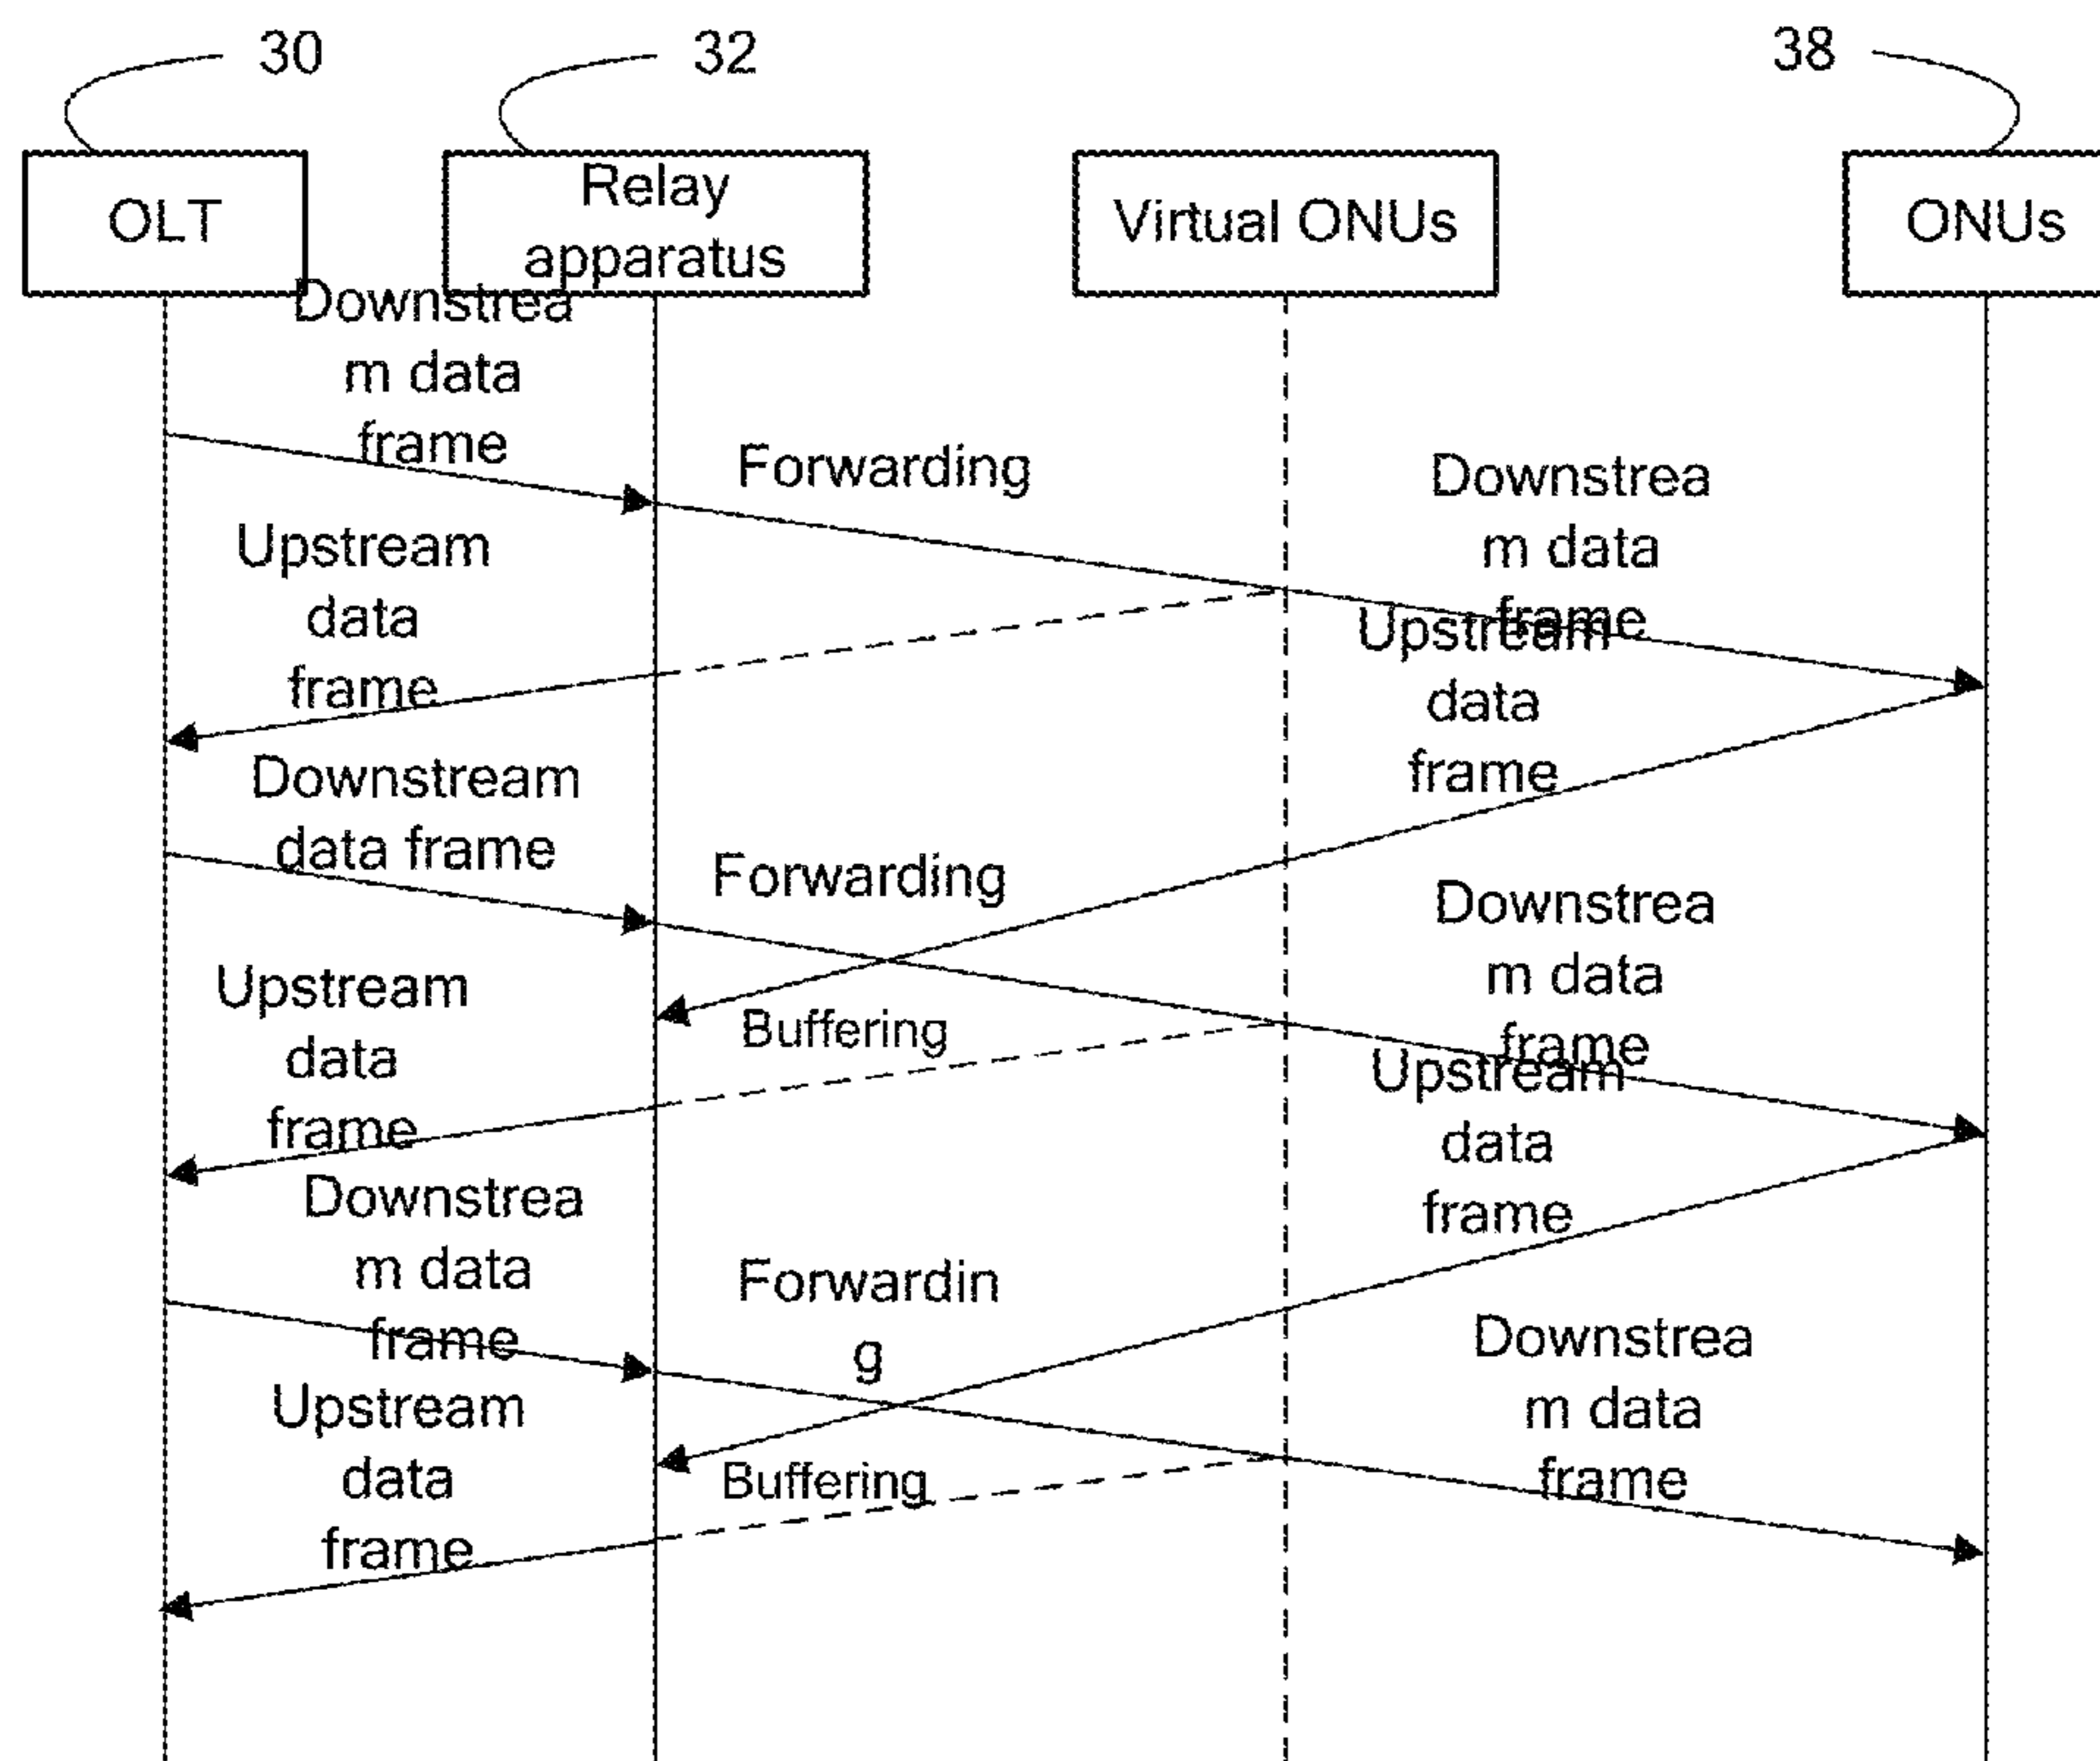 30
32
38
OLT
Relay
apparatus
Virtual ONUs
ONUs
Downstrea
m data
frame
Forwarding
Downstrea
m data
frame
Upstream
data
frame
Upstream
data
frame
Downstream
data frame
Forwarding
Downstrea
m data
frame
Upstream
data
frame
Buffering
Upstream
data
frame
Downstrea
m data
frame
Forwardin
g
Downstrea
m data
frame
Upstream
data
frame
Buffering